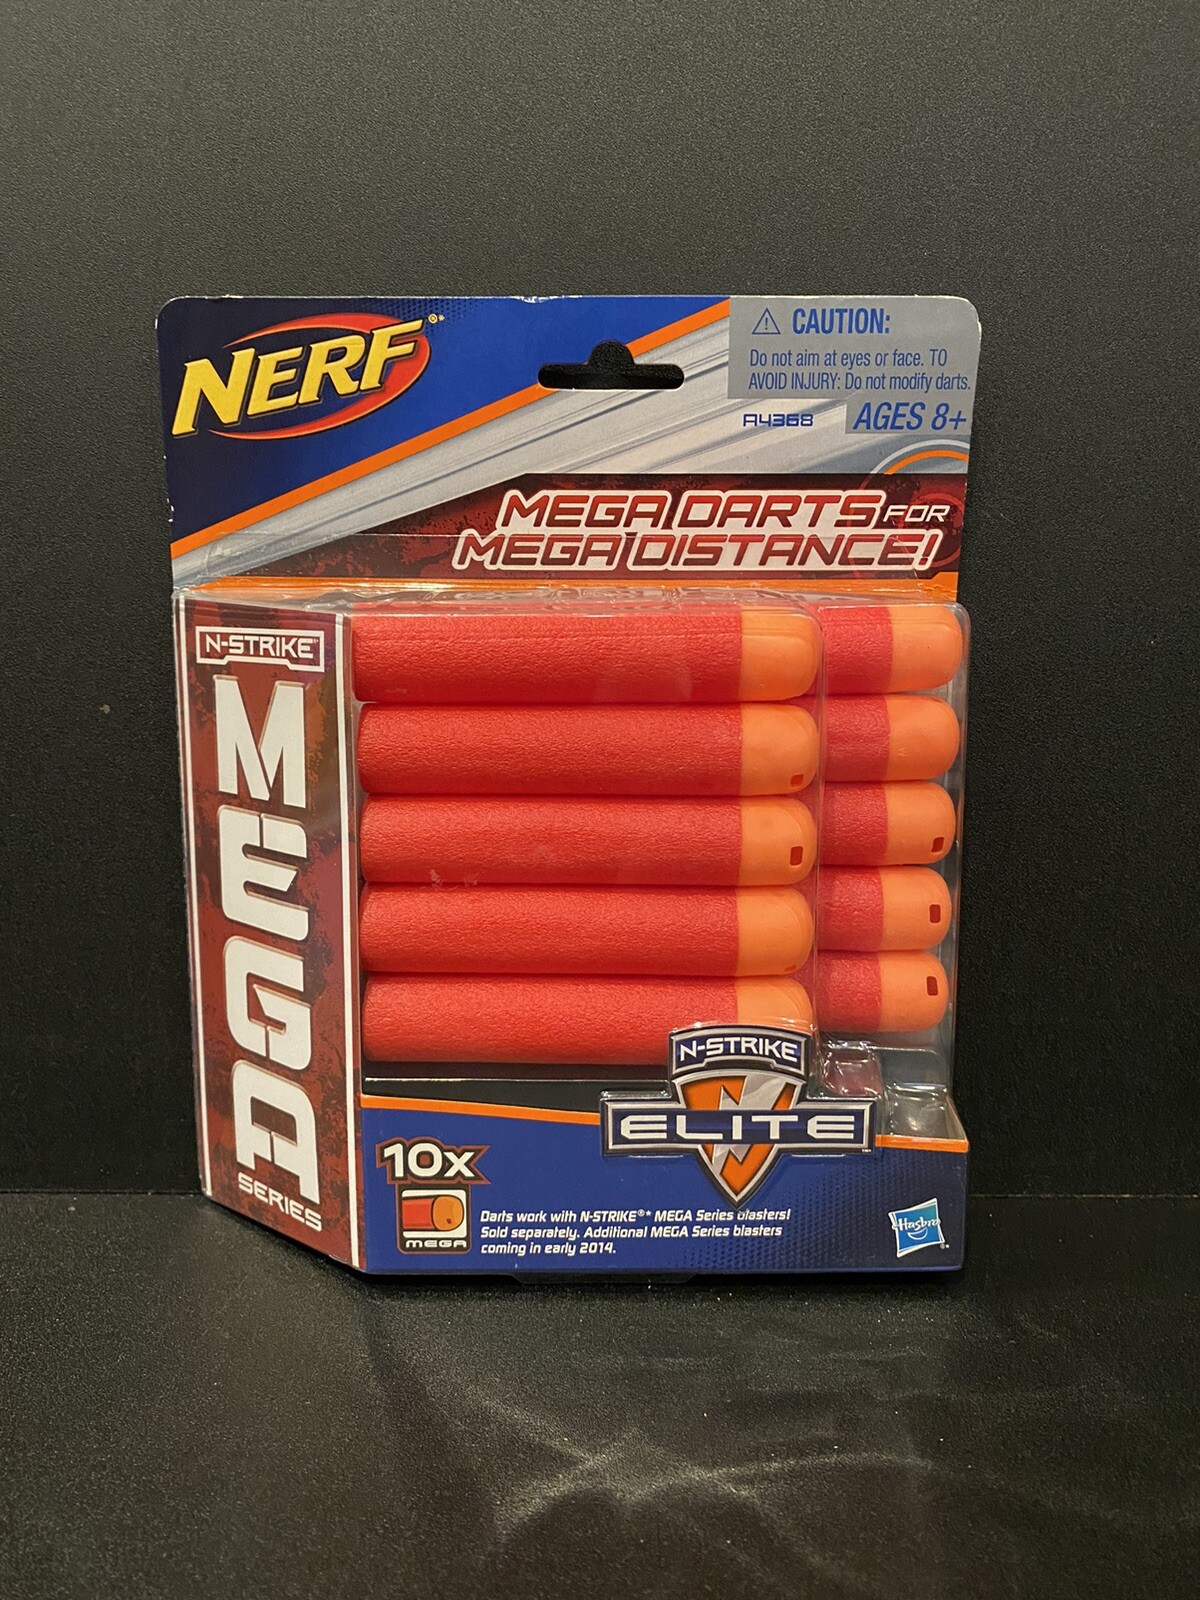 NERF
CAUTION:
Do not aim at eyes or face. TO
AVOID INJURY: Do not modify darts.
A4368
AGES 8+
MEGA DARTS FOR
MEGA DISTANCE!
N-STRIKE
MEGA
SERIES
N-STRIKE
ELITE
10x
MEGA
Darts work with N-STRIKE®* MEGA Series blasters!
Sold separately. Additional MEGA Series blasters
coming in early 2014.
Hasbro